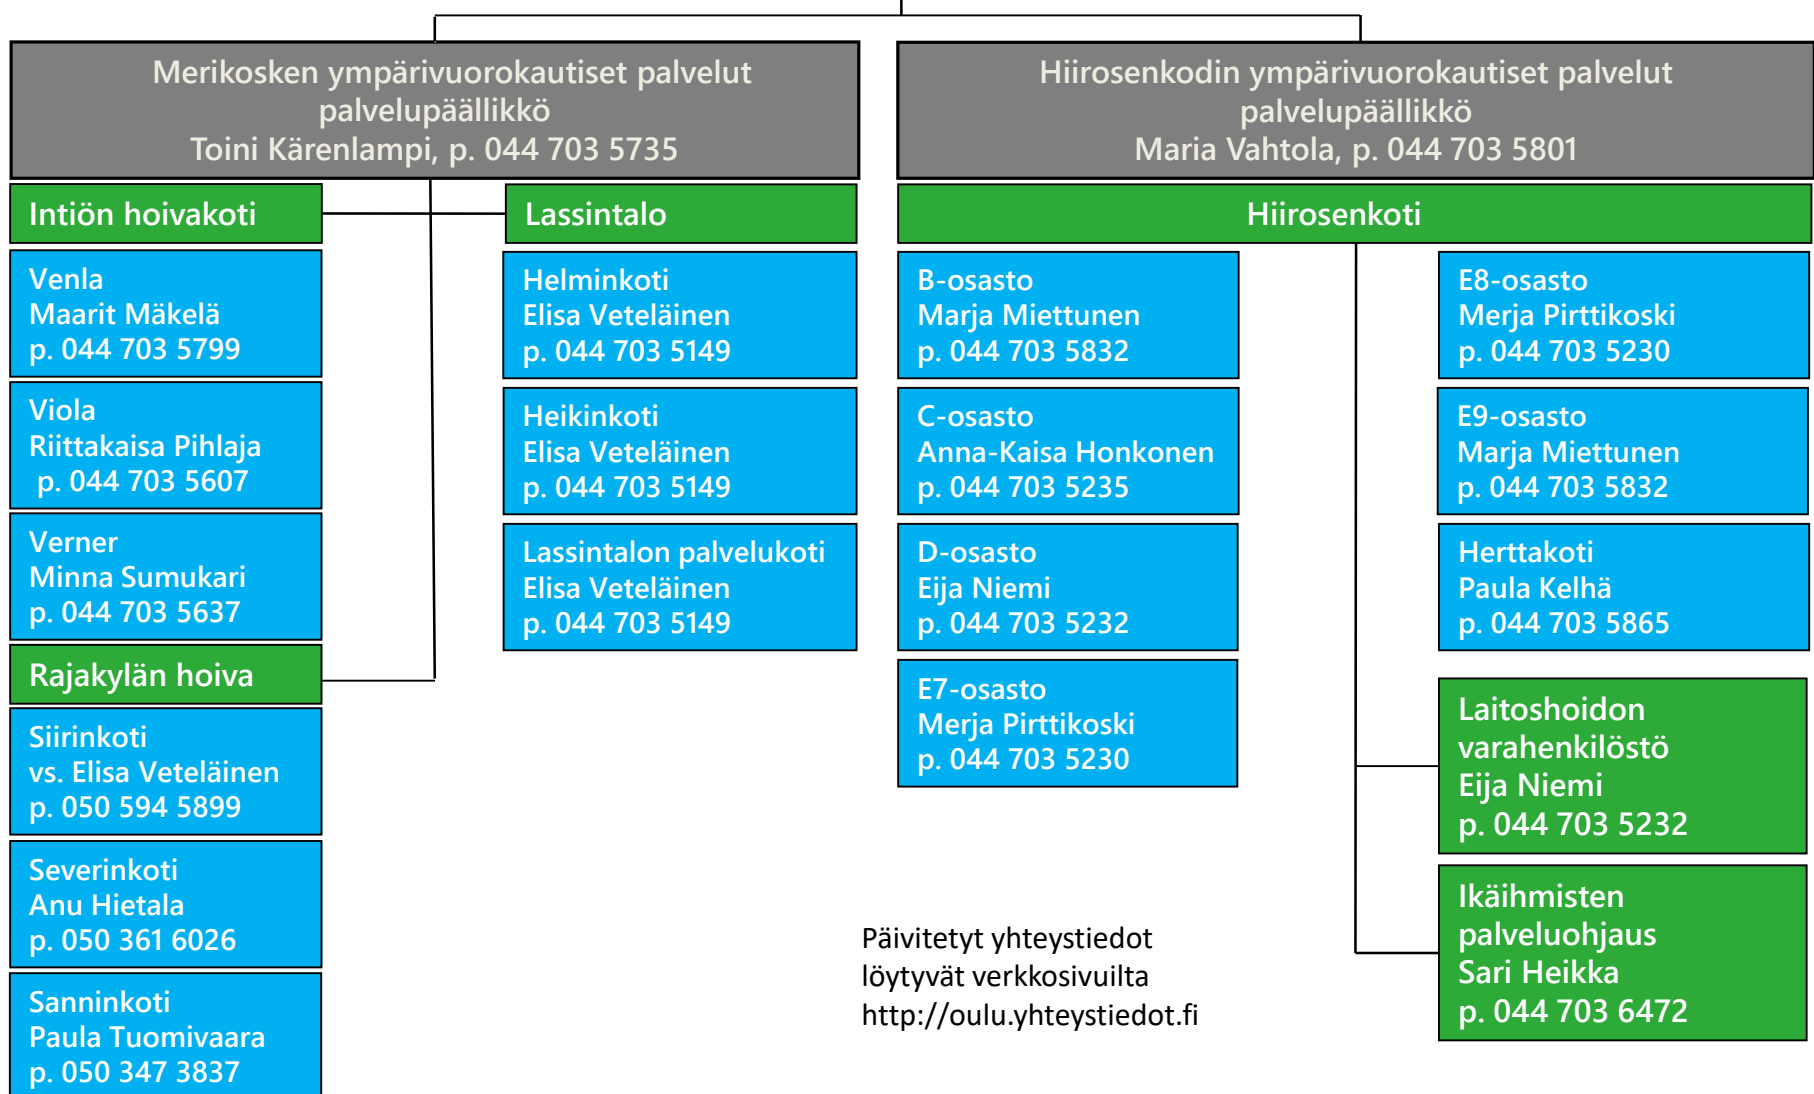 Merikosken ympärivuorokautiset palvelut
palvelupäällikkö
Toini Kärenlampi, p. 044 703 5735
Intiön hoivakoti
Venla
Maarit Mäkelä
p. 044 703 5799
Viola
Riittakaisa Pihlaja
p. 044 703 5607
Verner
Minna Sumukari
p. 044 703 5637
Rajakylän hoiva
Siirinkoti
vs. Elisa Veteläinen
p. 050 594 5899
Severinkoti
Anu Hietala
p. 050 361 6026
Sanninkoti
Paula Tuomivaara
p. 050 347 3837
Lassintalo
Helminkoti
Elisa Veteläinen
p. 044 703 5149
Heikinkoti
Elisa Veteläinen
p. 044 703 5149
Lassintalon palvelukoti
Elisa Veteläinen
p. 044 703 5149
Hiirosenkodin ympärivuorokautiset palvelut
palvelupäällikkö
Maria Vahtola, p. 044 703 5801
Hiirosenkoti
B-osasto
Marja Miettunen
p. 044 703 5832
C-osasto
Anna-Kaisa Honkonen
p. 044 703 5235
D-osasto
Eija Niemi
p. 044 703 5232
E7-osasto
Merja Pirttikoski
p. 044 703 5230
E8-osasto
Merja Pirttikoski
p. 044 703 5230
E9-osasto
Marja Miettunen
p. 044 703 5832
Herttakoti
Paula Kelhä
p. 044 703 5865
Laitoshoidon
varahenkilöstö
Eija Niemi
p. 044 703 5232
Ikäihmisten
palveluohjaus
Sari Heikka
p. 044 703 6472
Päivitetyt yhteystiedot
löytyvät verkkosivuilta
http://oulu.yhteystiedot.fi